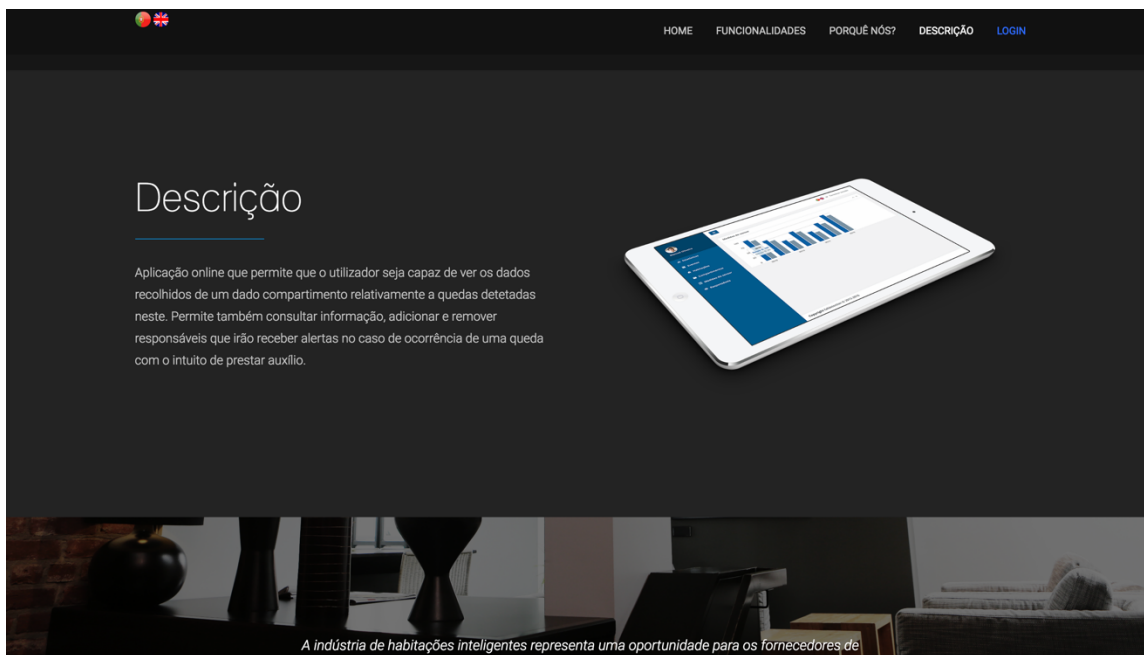 HOME FUNCIONALIDADES PORQUÊ NÓS? DESCRIÇÃO LOGIN
Descrição
Aplicação online que permite que o utilizador seja capaz de ver os dados
recolhidos de um dado compartimento relativamente a quedas detetadas
neste. Permite também consultar informação, adicionar e remover
responsáveis que irão receber alertas no caso de ocorrência de uma queda
com o intuito de prestar auxílio.
A indústria de habitações inteligentes representa uma oportunidade para os fornecedores de